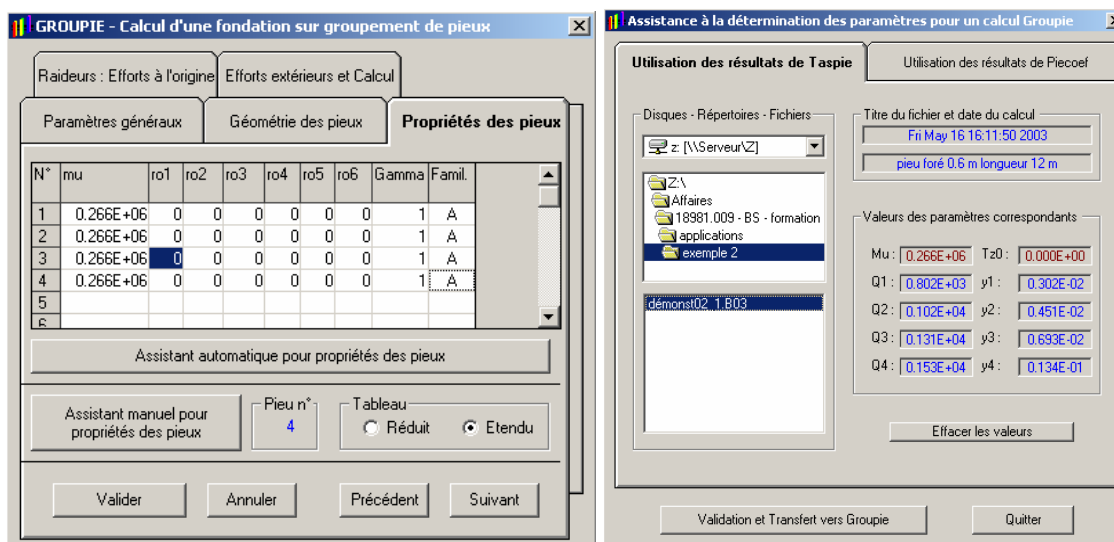 GROUPIE - Calcul d'une fondation sur groupement de pieux
Raideurs : Efforts à l'origine Efforts extérieurs et Calcul
Paramètres généraux Géométrie des pieux Propriétés des pieux
N° mu ro1 ro2 ro3 ro4 ro5 ro6 Gamma Famil.
1 0.266E+06 0 0 0 0 0 0 1 A
2 0.266E+06 0 0 0 0 0 0 1 A
3 0.266E+06 0 0 0 0 0 0 1 A
4 0.266E+06 0 0 0 0 0 0 1 A
5
6
Assistant automatique pour propriétés des pieux
Assistant manuel pour
propriétés des pieux
Pieu n°
4
Tableau
Réduit Etendu
Valider Annuler Précédent Suivant
Assistance à la détermination des paramètres pour un calcul Groupie
Utilisation des résultats de Taspie Utilisation des résultats de Piecoef
Disques - Répertoires - Fichiers
z: [\\Serveur\Z]
Z:\
Affaires
18981.009 - BS - formation
applications
exemple 2
démonst02_1.B03
Titre du fichier et date du calcul
Fri May 16 16:11:50 2003
pieu foré 0.6 m longueur 12 m
Valeurs des paramètres correspondants
Mu : 0.266E+06 Tz0 : 0.000E+00
Q1 : 0.802E+03 y1 : 0.302E-02
Q2 : 0.102E+04 y2 : 0.451E-02
Q3 : 0.131E+04 y3 : 0.693E-02
Q4 : 0.153E+04 y4 : 0.134E-01
Effacer les valeurs
Validation et Transfert vers Groupie Quitter